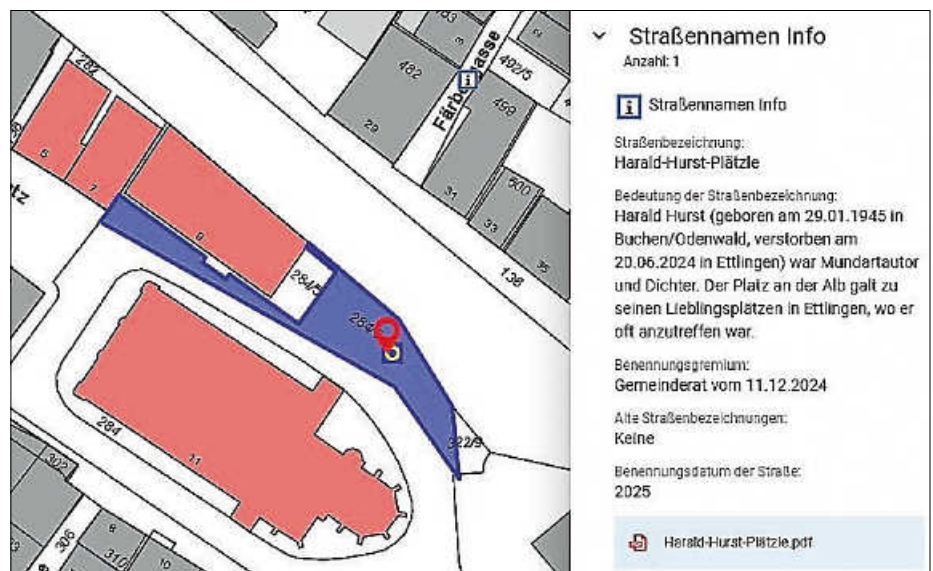 Straßennamen Info
Anzahl: 1
Straßennamen Info
Straßenbezeichnung:
Harald-Hurst-Plätzle
Bedeutung der Straßenbezeichnung:
Harald Hurst (geboren am 29.01.1945 in
Buchen/Odenwald, verstorben am
20.06.2024 in Ettlingen) war Mundartautor
und Dichter. Der Platz an der Alb galt zu
seinen Lieblingsplätzen in Ettlingen, wo er
oft anzutreffen war.
Benennungsgremium:
Gemeinderat vom 11.12.2024
Alte Straßenbezeichnungen:
Keine
Benennungsdatum der Straße:
2025
Harald-Hurst-Plätzle.pdf
282
482
492/5
498
29
31
500
33
35
136
7
9
284/5
322/9
284
11
302
306
310
10
tz